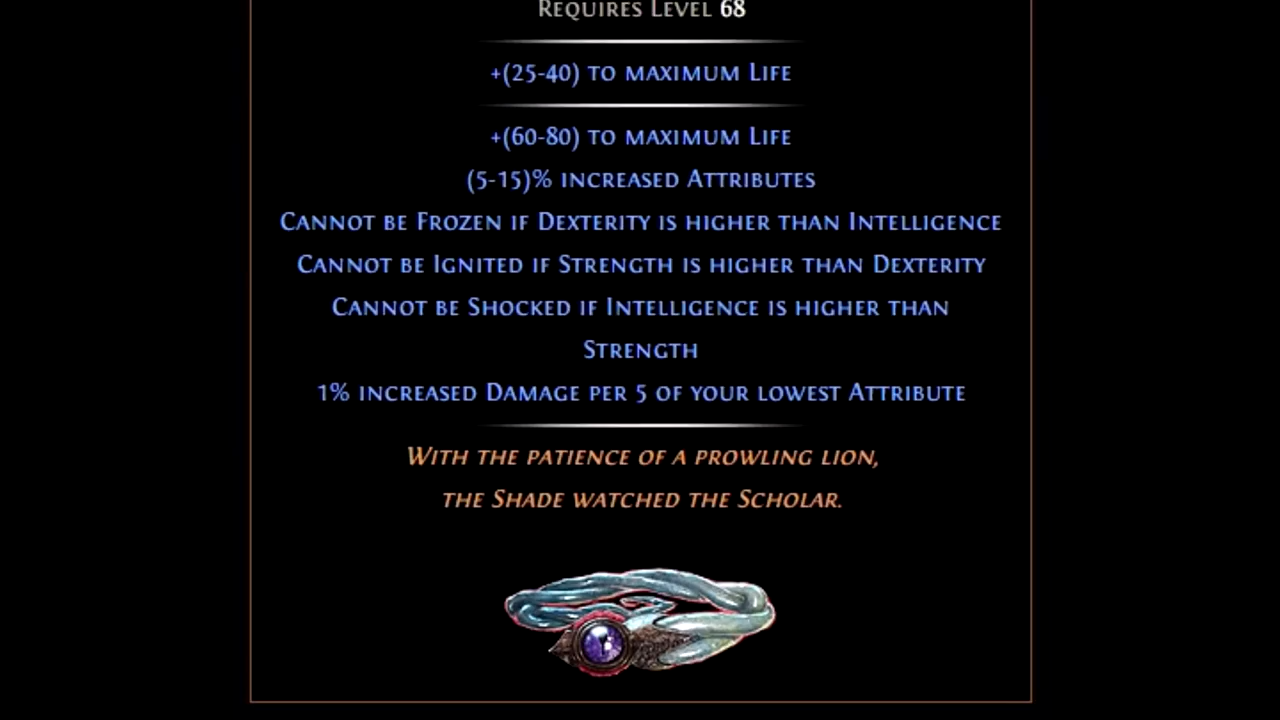 Requires Level 68
+(25-40) to maximum Life
+(60-80) to maximum Life
(5-15)% increased Attributes
Cannot be Frozen if Dexterity is higher than Intelligence
Cannot be Ignited if Strength is higher than Dexterity
Cannot be Shocked if Intelligence is higher than
Strength
1% increased Damage per 5 of your lowest Attribute
With the patience of a prowling lion,
the Shade watched the Scholar.